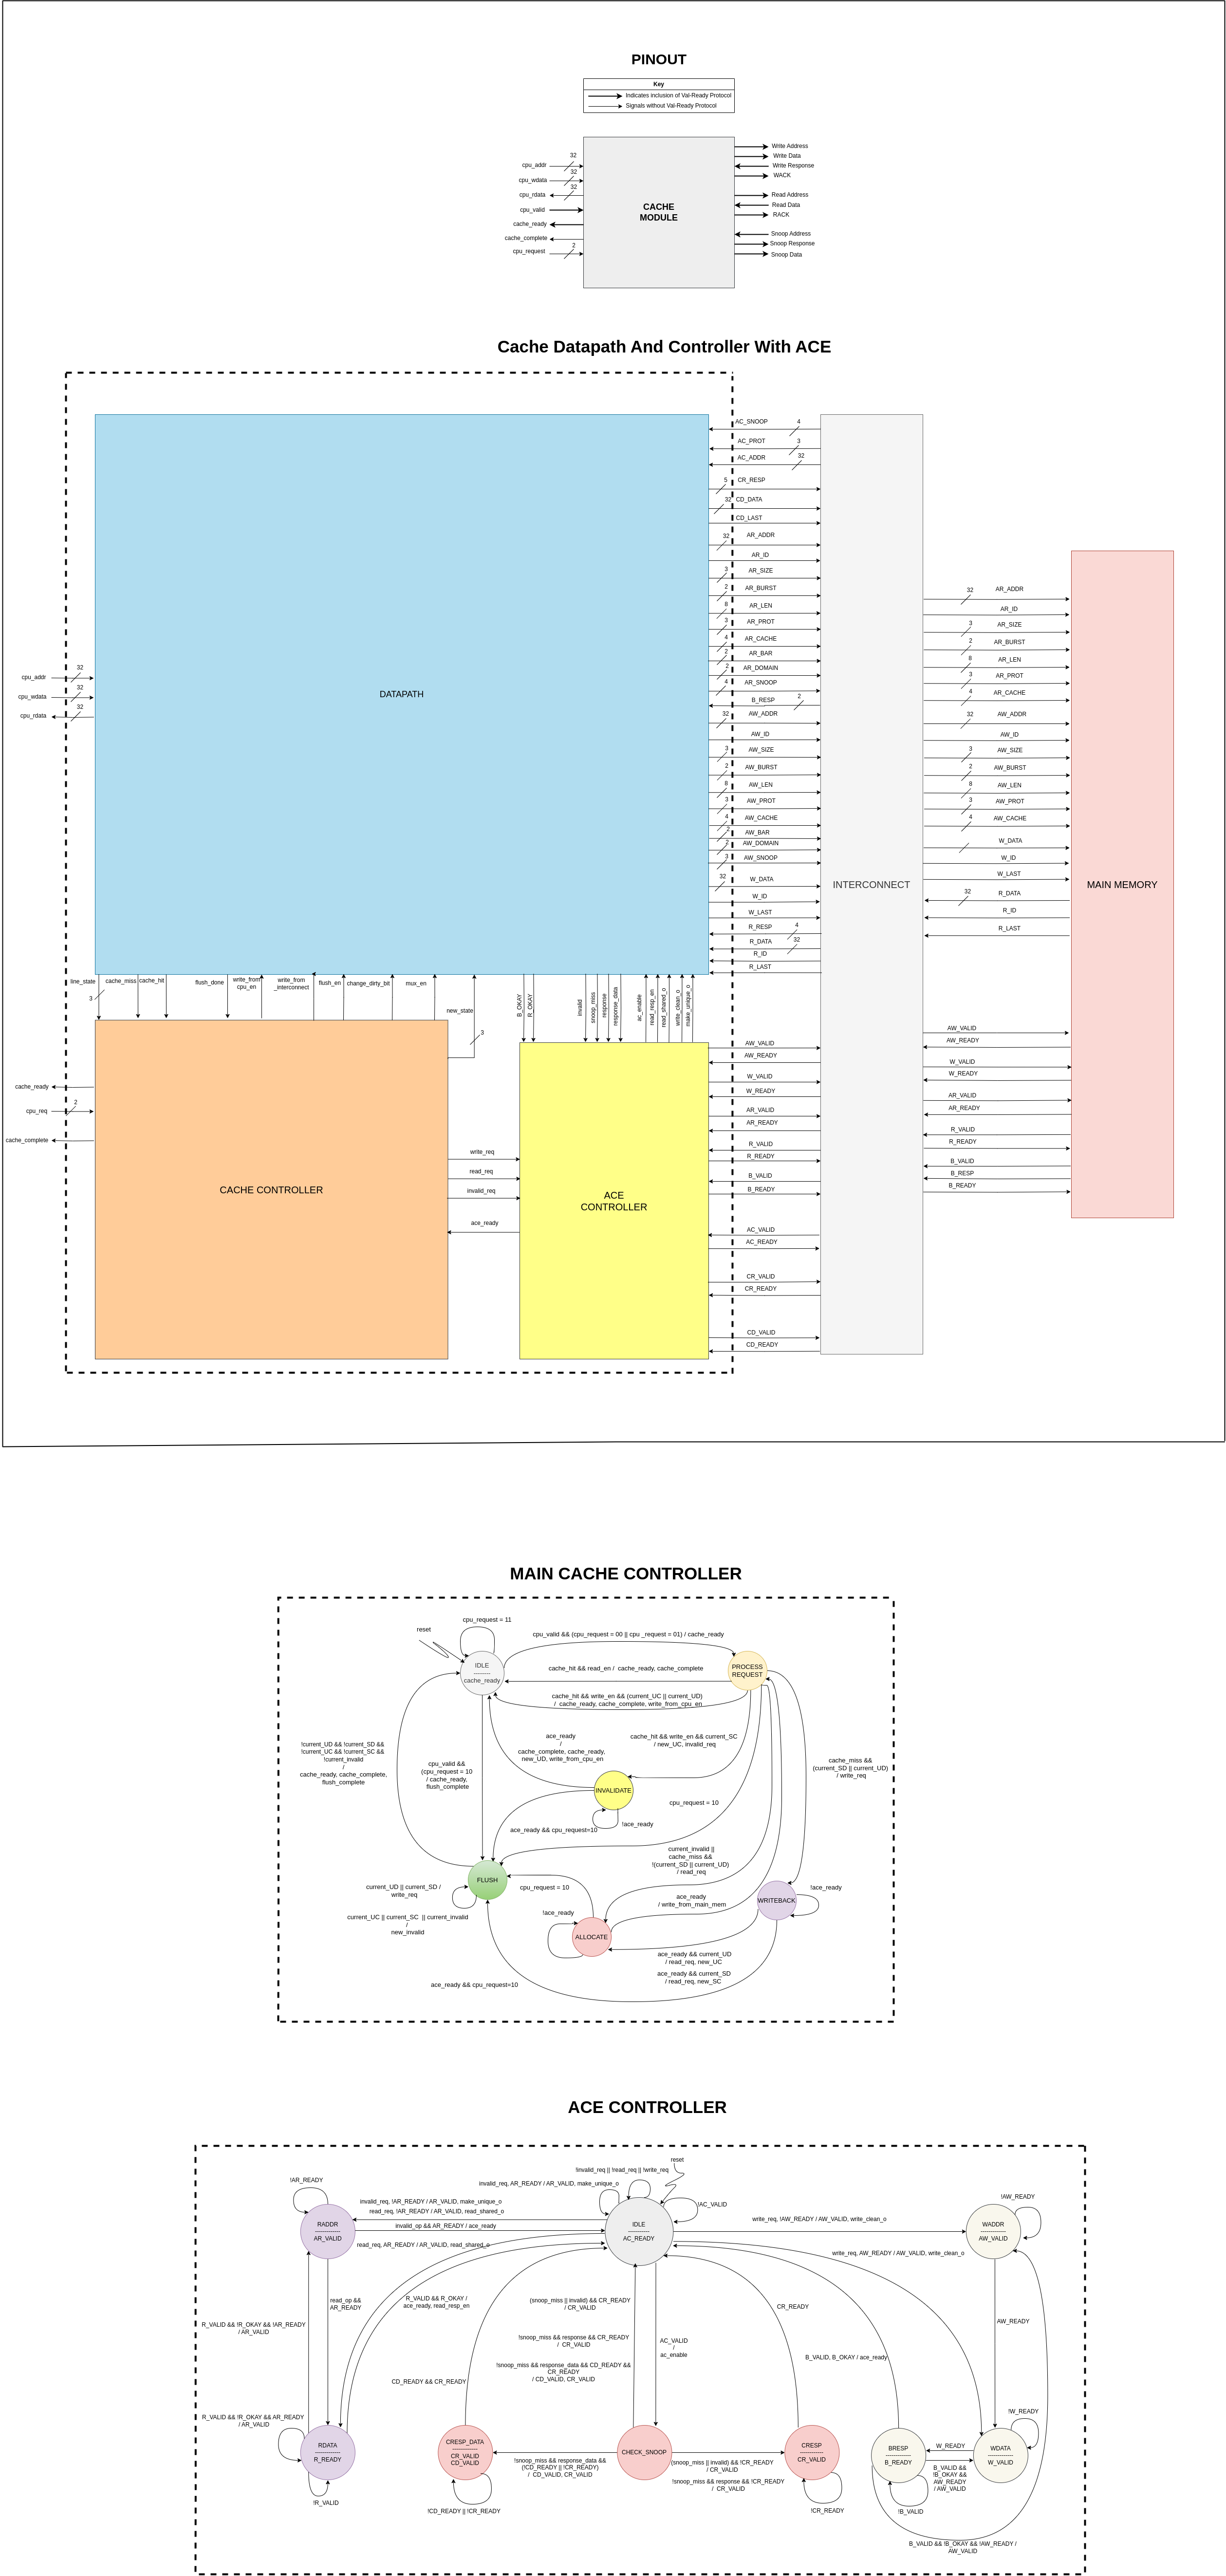 PINOUT
Key
Indicates inclusion of Val-Ready Protocol
Signals without Val-Ready Protocol
cpu_addr
32
cpu_wdata
32
cpu_rdata
32
cpu_valid
cache_ready
cache_complete
cpu_request
2
CACHE
MODULE
Write Address
Write Data
Write Response
WACK
Read Address
Read Data
RACK
Snoop Address
Snoop Response
Snoop Data
Cache Datapath And Controller With ACE
cpu_addr
32
cpu_wdata
32
cpu_rdata
32
DATAPATH
AC_SNOOP
4
AC_PROT
3
AC_ADDR
32
5
CR_RESP
32
CD_DATA
CD_LAST
32
AR_ADDR
AR_ID
3
AR_SIZE
2
AR_BURST
8
AR_LEN
3
AR_PROT
4
AR_CACHE
2
AR_BAR
2
AR_DOMAIN
4
AR_SNOOP
B_RESP
2
32
AW_ADDR
AW_ID
3
AW_SIZE
2
AW_BURST
8
AW_LEN
3
AW_PROT
4
AW_CACHE
2
AW_BAR
2
AW_DOMAIN
3
AW_SNOOP
32
W_DATA
W_ID
W_LAST
R_RESP
4
R_DATA
32
R_ID
R_LAST
INTERCONNECT
32
AR_ADDR
AR_ID
3
AR_SIZE
2
AR_BURST
8
AR_LEN
3
AR_PROT
4
AR_CACHE
32
AW_ADDR
AW_ID
3
AW_SIZE
2
AW_BURST
8
AW_LEN
3
AW_PROT
4
AW_CACHE
W_DATA
W_ID
W_LAST
32
R_DATA
R_ID
R_LAST
MAIN MEMORY
line_state
3
cache_miss
cache_hit
flush_done
write_from_
cpu_en
write_from
_interconnect
flush_en
change_dirty_bit
mux_en
new_state
3
B_OKAY
R_OKAY
invalid
snoop_miss
response
response_data
ac_enable
read_resp_en
read_shared_o
write_clean_o
make_unique_o
cache_ready
cpu_req
2
cache_complete
CACHE CONTROLLER
write_req
read_req
invalid_req
ace_ready
ACE
CONTROLLER
AW_VALID
AW_READY
W_VALID
W_READY
AR_VALID
AR_READY
R_VALID
R_READY
B_VALID
B_READY
AC_VALID
AC_READY
CR_VALID
CR_READY
CD_VALID
CD_READY
AW_VALID
AW_READY
W_VALID
W_READY
AR_VALID
AR_READY
R_VALID
R_READY
B_VALID
B_RESP
B_READY
MAIN CACHE CONTROLLER
reset
cpu_request = 11
IDLE
--------
cache_ready
cpu_valid && (cpu_request = 00 || cpu _request = 01) / cache_ready
cache_hit && read_en / cache_ready, cache_complete
cache_hit && write_en && (current_UC || current_UD)
/ cache_ready, cache_complete, write_from_cpu_en
PROCESS
REQUEST
!current_UD && !current_SD &&
!current_UC && !current_SC &&
!current_invalid
/
cache_ready, cache_complete,
flush_complete
cpu_valid &&
(cpu_request = 10
/ cache_ready,
flush_complete
ace_ready
/
cache_complete, cache_ready,
new_UD, write_from_cpu_en
cache_hit && write_en && current_SC
/ new_UC, invalid_req
INVALIDATE
!ace_ready
ace_ready && cpu_request=10
cpu_request = 10
cache_miss &&
(current_SD || current_UD)
/ write_req
FLUSH
current_UD || current_SD /
write_req
current_UC || current_SC || current_invalid
/
new_invalid
cpu_request = 10
!ace_ready
ALLOCATE
current_invalid ||
cache_miss &&
!(current_SD || current_UD)
/ read_req
ace_ready
/ write_from_main_mem
WRITEBACK
!ace_ready
ace_ready && current_UD
/ read_req, new_UC
ace_ready && current_SD
/ read_req, new_SC
ace_ready && cpu_request=10
ACE CONTROLLER
reset
!invalid_req || !read_req || !write_req
invalid_req, AR_READY / AR_VALID, make_unique_o
!AC_VALID
!AR_READY
RADDR
-------------
AR_VALID
invalid_req, !AR_READY / AR_VALID, make_unique_o
read_req, !AR_READY / AR_VALID, read_shared_o
invalid_op && AR_READY / ace_ready
read_req, AR_READY / AR_VALID, read_shared_o
IDLE
-----------
AC_READY
write_req, !AW_READY / AW_VALID, write_clean_o
write_req, AW_READY / AW_VALID, write_clean_o
!AW_READY
WADDR
-------------
AW_VALID
read_op &&
AR_READY
R_VALID && R_OKAY /
ace_ready, read_resp_en
R_VALID && !R_OKAY && !AR_READY
/ AR_VALID
(snoop_miss || invalid) && CR_READY
/ CR_VALID
!snoop_miss && response && CR_READY
/ CR_VALID
!snoop_miss && response_data && CD_READY &&
CR_READY
/ CD_VALID, CR_VALID
AC_VALID
/
ac_enable
CR_READY
B_VALID, B_OKAY / ace_ready
AW_READY
CD_READY && CR_READY
R_VALID && !R_OKAY && AR_READY
/ AR_VALID
RDATA
-------------
R_READY
!R_VALID
CRESP_DATA
-------------
CR_VALID
CD_VALID
!CD_READY || !CR_READY
!snoop_miss && response_data &&
(!CD_READY || !CR_READY)
/ CD_VALID, CR_VALID
CHECK_SNOOP
(snoop_miss || invalid) && !CR_READY
/ CR_VALID
!snoop_miss && response && !CR_READY
/ CR_VALID
CRESP
------------
CR_VALID
!CR_READY
BRESP
-------------
B_READY
!B_VALID
W_READY
B_VALID &&
!B_OKAY &&
AW_READY
/ AW_VALID
!W_READY
WDATA
-------------
W_VALID
B_VALID && !B_OKAY && !AW_READY /
AW_VALID